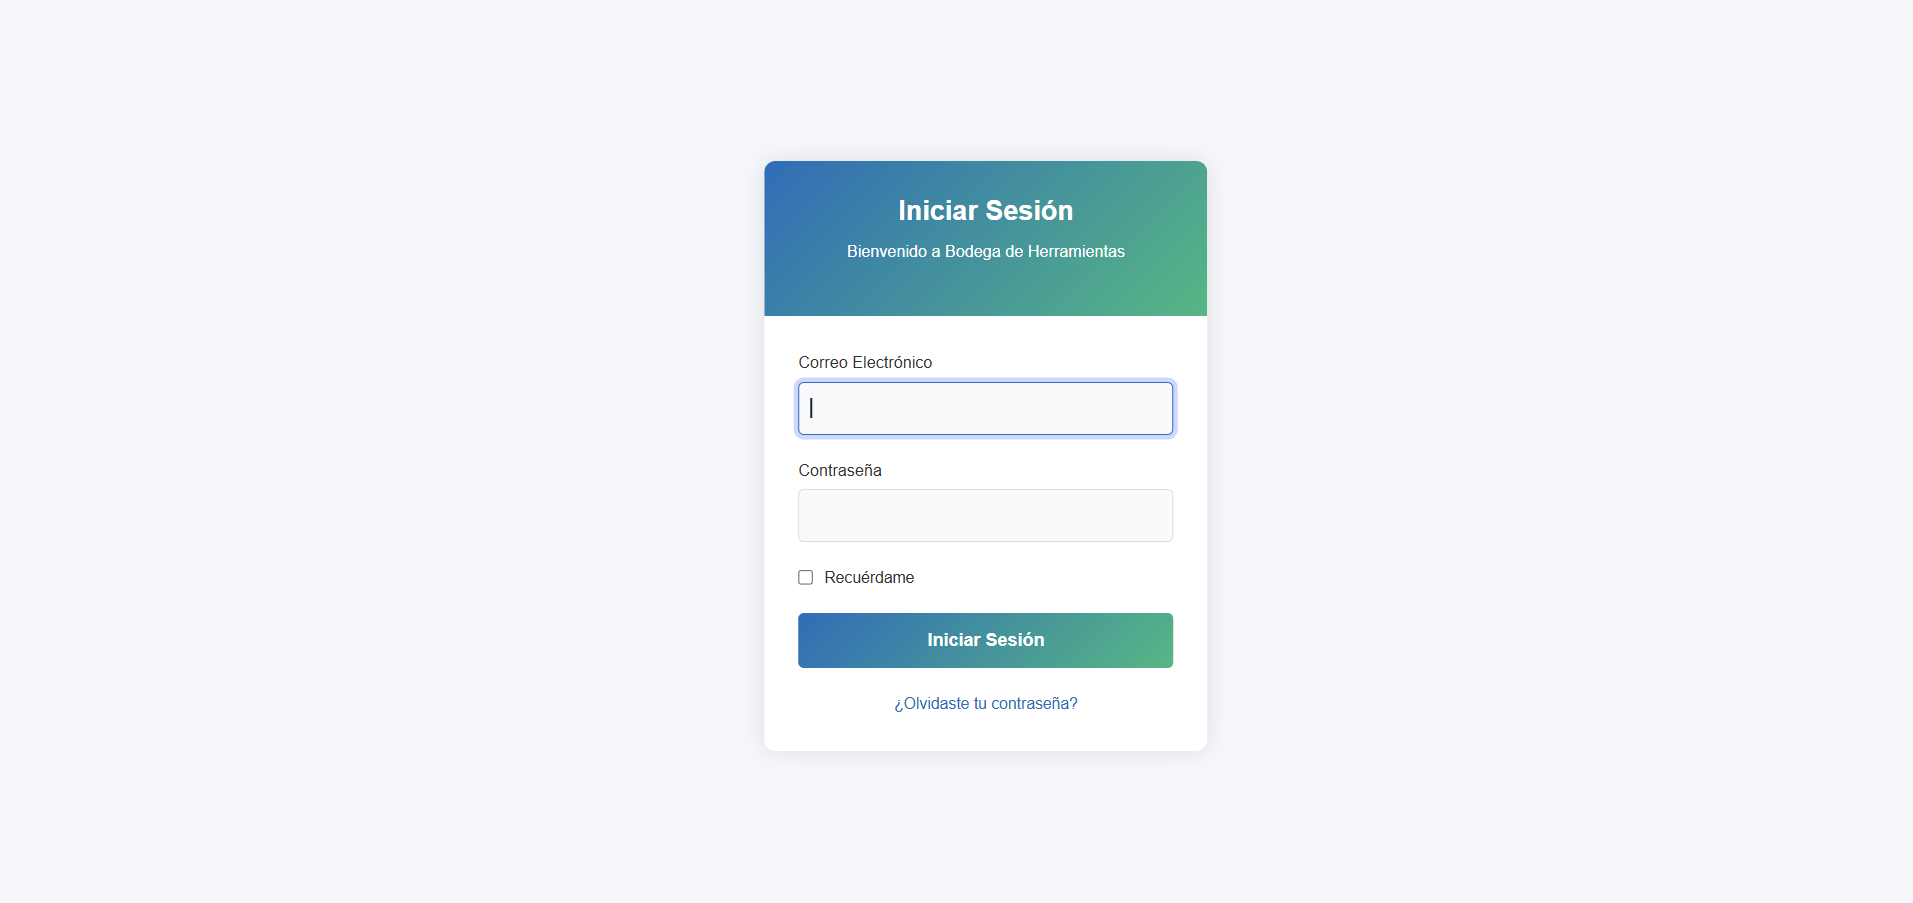 Iniciar Sesión
Bienvenido a Bodega de Herramientas
Correo Electrónico
Contraseña
Recuérdame
Iniciar Sesión
¿Olvidaste tu contraseña?